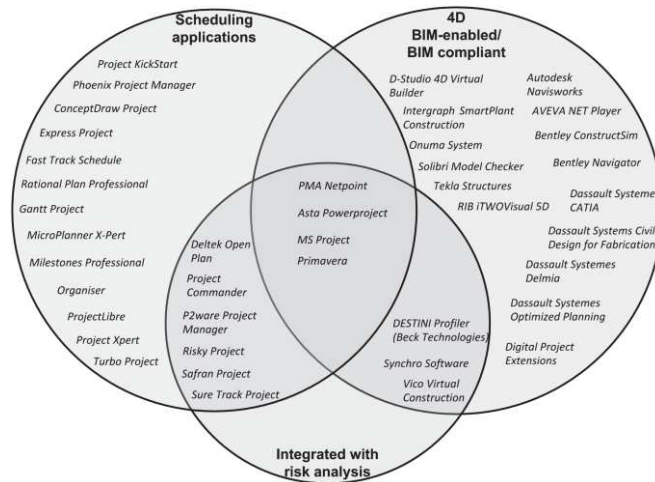 Scheduling
applications
Project KickStart
Phoenix Project Manager
ConceptDraw Project
Express Project
Fast Track Schedule
Rational Plan Professional
Gantt Project
MicroPlanner X-Pert
Milestones Professional
Organiser
ProjectLibre
Project Xpert
Turbo Project
4D
BIM-enabled/
BIM compliant
D-Studio 4D Virtual
Builder
Intergraph SmartPlant
Construction
Onuma System
Solibri Model Checker
Tekla Structures
RIB iTWOVisual 5D
Autodesk
Navisworks
AVEVA NET Player
Bentley ConstructSim
Bentley Navigator
Dassault Systemes
CATIA
Dassault Systems Civil
Design for Fabrication
Dassault Systemes
Delmia
Dassault Systemes
Optimized Planning
Digital Project
Extensions
PMA Netpoint
Asta Powerproject
MS Project
Primavera
Deltek Open
Plan
Project
Commander
P2ware Project
Manager
Risky Project
Safran Project
Sure Track Project
DESTINI Profiler
(Beck Technologies)
Synchro Software
Vico Virtual
Construction
Integrated with
risk analysis